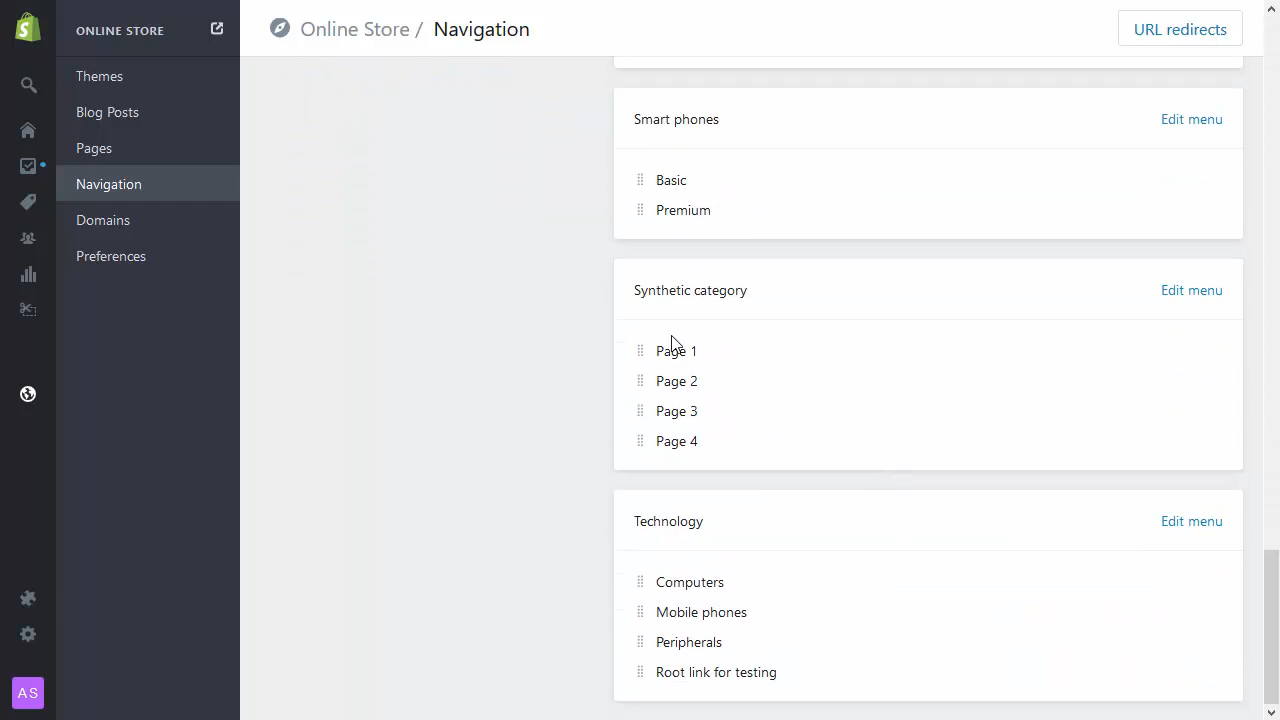 ONLINE STORE
Online Store / Navigation
URL redirects
Themes
Blog Posts
Pages
Navigation
Domains
Preferences
AS
Smart phones
Edit menu
Basic
Premium
Synthetic category
Edit menu
Page 1
Page 2
Page 3
Page 4
Technology
Edit menu
Computers
Mobile phones
Peripherals
Root link for testing